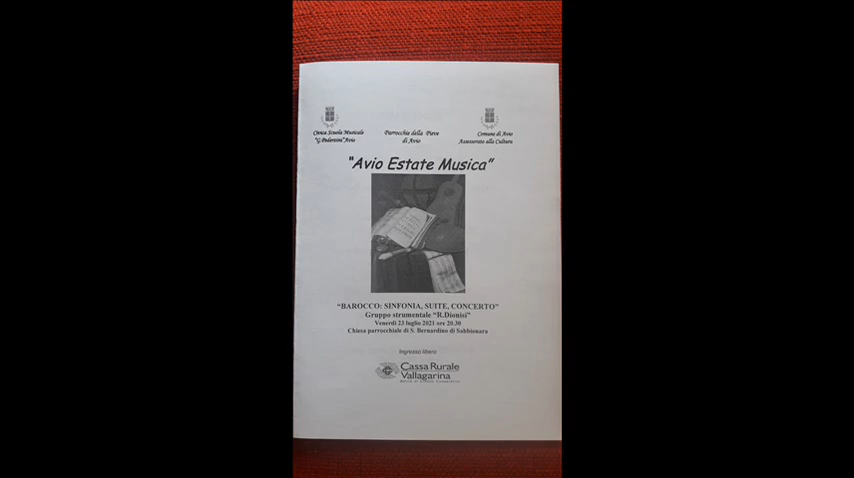 Civica Scuola Musicale
"G.Pederzini"Avio
Parrocchia della Pieve
di Avio
Comune di Avio
Assessorato alla Cultura
"Avio Estate Musica"
"BAROCCO: SINFONIA, SUITE, CONCERTO"
Gruppo strumentale "R.Dionisi"
Venerdì 23 luglio 2021 ore 20.30
Chiesa parrocchiale di S. Bernardino di Sabbionara
Ingresso libero
Cassa Rurale
Vallagarina